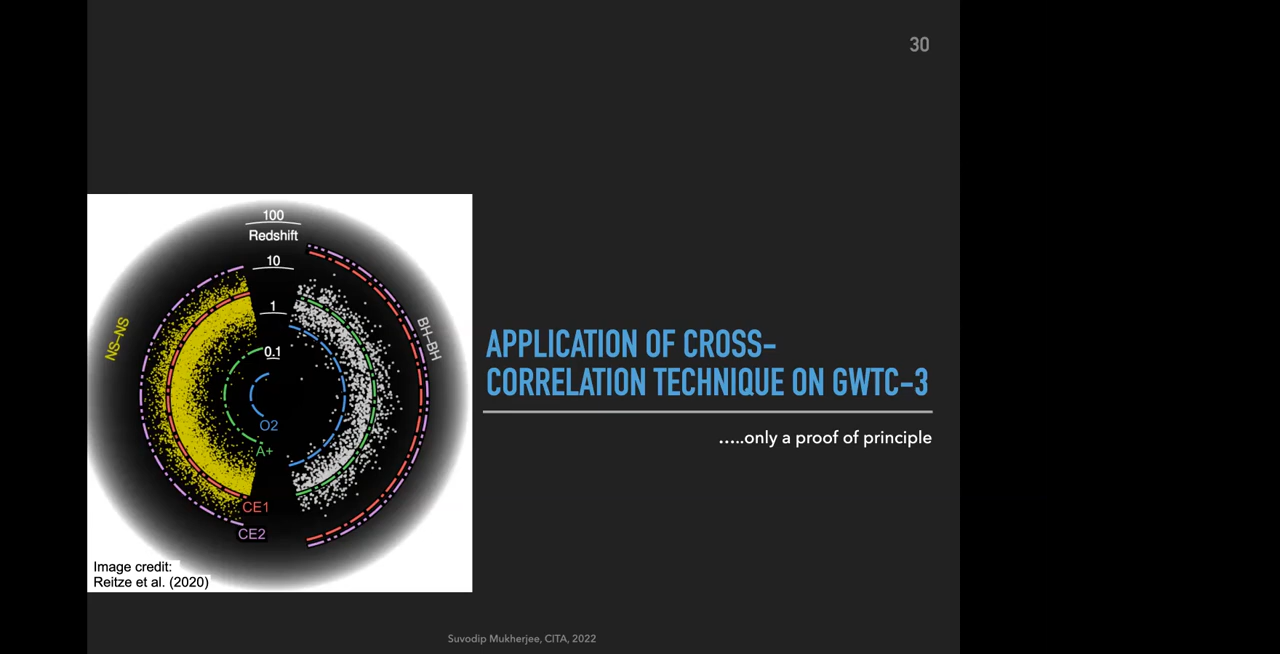 30
100
Redshift
10
1
0.1
NS–NS
BH–BH
O2
A+
CE1
CE2
Image credit:
Reitze et al. (2020)
APPLICATION OF CROSS-
CORRELATION TECHNIQUE ON GWTC-3
.....only a proof of principle
Suvodip Mukherjee, CITA, 2022